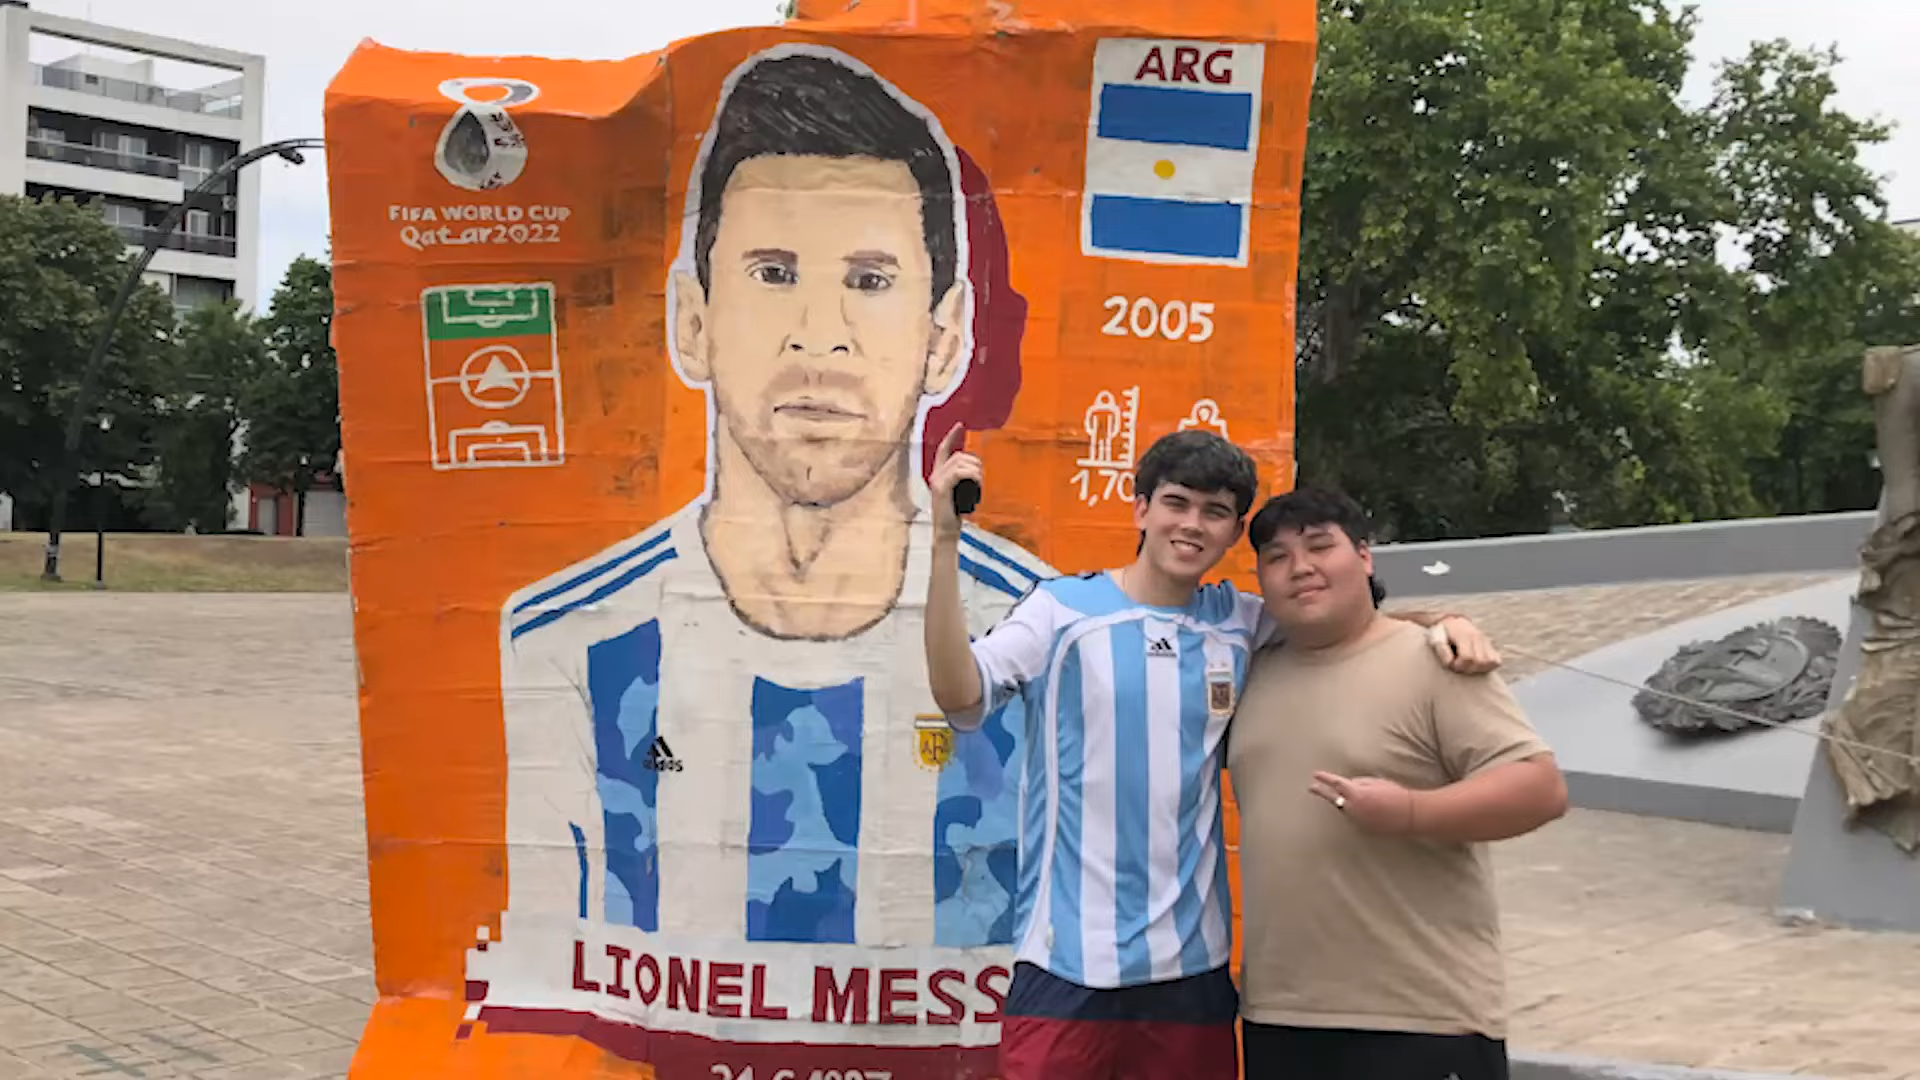 FIFA WORLD CUP
Qatar2022
ARG
2005
1,70
adidas
LIONEL MESS